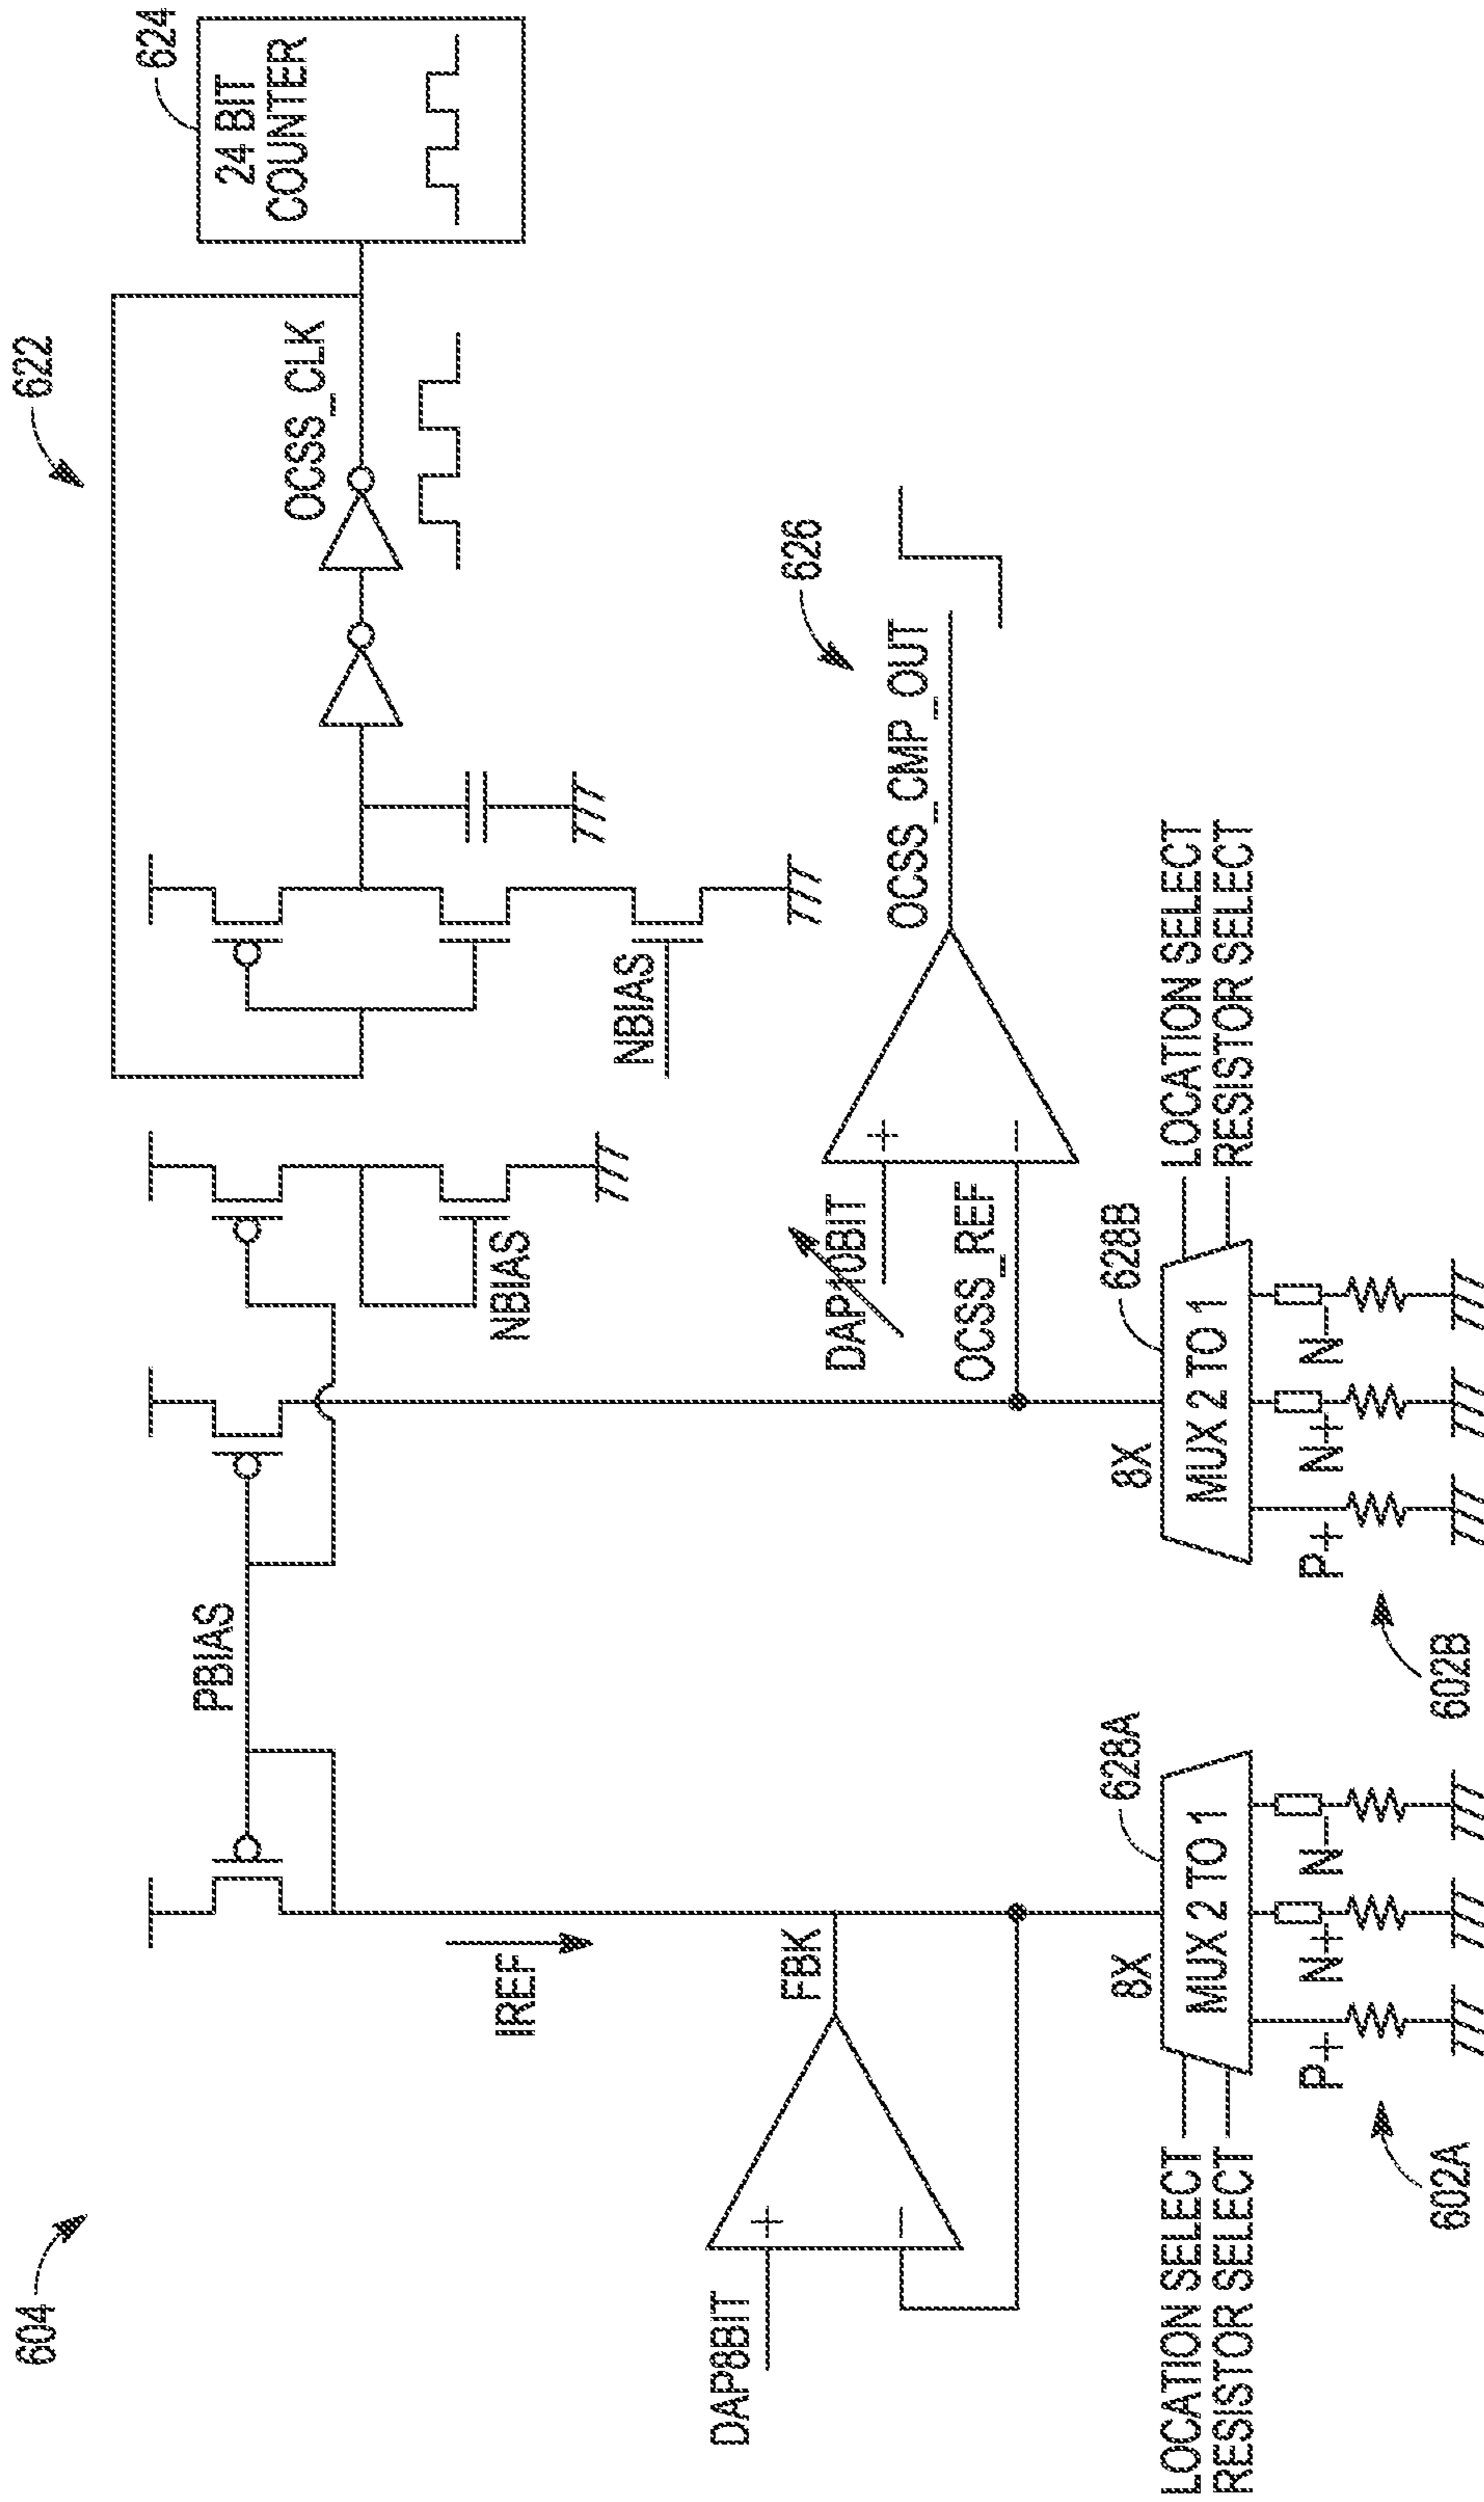 604
622
624
24 BIT
COUNTER
PBIAS
OCSS_CLK
IREF
NBIAS
NBIAS
626
DAP8BIT
FBK
DAP10BIT
OCSS_CMP_OUT
OCSS_REF
8X
628A
8X
628B
LOCATION SELECT
RESISTOR SELECT
MUX 2 TO 1
MUX 2 TO 1
LOCATION SELECT
RESISTOR SELECT
P+
N+
N-
P+
N+
N-
602A
602B